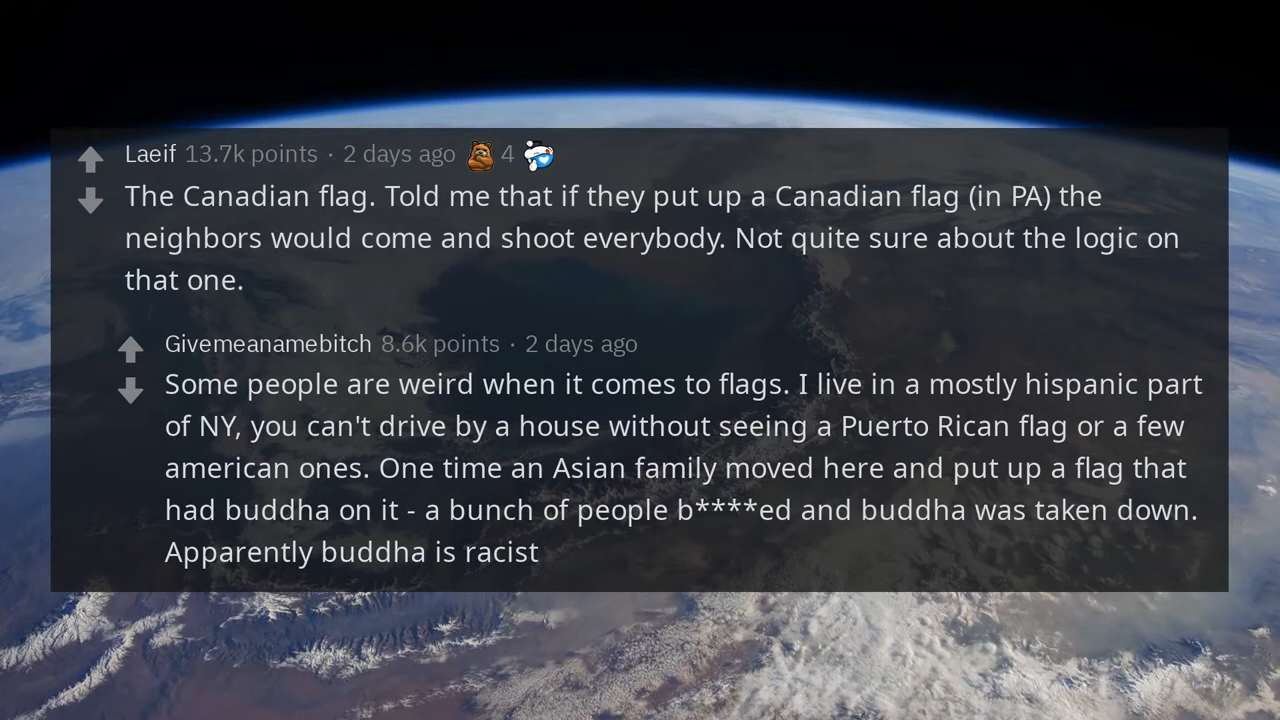 Laeif 13.7k points · 2 days ago 4
The Canadian flag. Told me that if they put up a Canadian flag (in PA) the
neighbors would come and shoot everybody. Not quite sure about the logic on
that one.
Givemeanamebitch 8.6k points · 2 days ago
Some people are weird when it comes to flags. I live in a mostly hispanic part
of NY, you can't drive by a house without seeing a Puerto Rican flag or a few
american ones. One time an Asian family moved here and put up a flag that
had buddha on it - a bunch of people b****ed and buddha was taken down.
Apparently buddha is racist